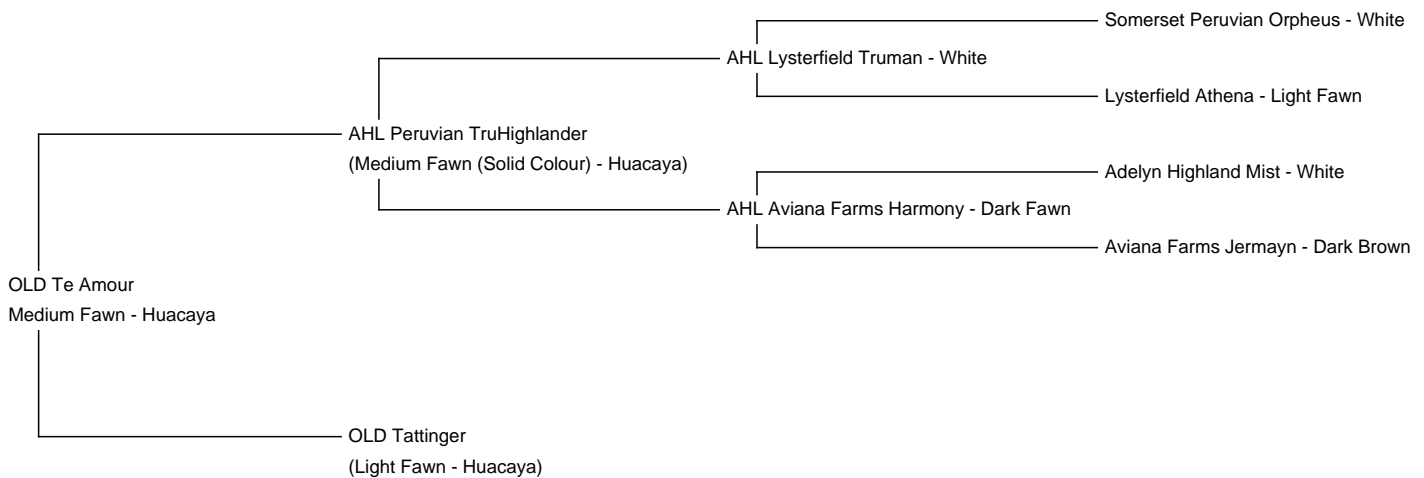 Somerset Peruvian Orpheus - White
AHL Lysterfield Truman - White
Lysterfield Athena - Light Fawn
AHL Peruvian TruHighlander
(Medium Fawn (Solid Colour) - Huacaya)
Adelyn Highland Mist - White
AHL Aviana Farms Harmony - Dark Fawn
Aviana Farms Jermayn - Dark Brown
OLD Te Amour
Medium Fawn - Huacaya
OLD Tattinger
(Light Fawn - Huacaya)